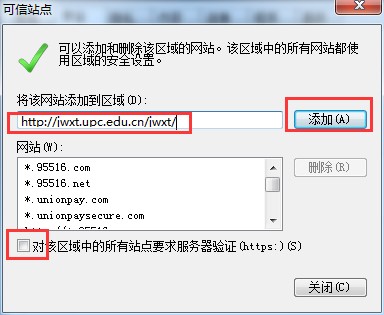 可信站点
可以添加和删除该区域的网站。该区域中的所有网站都使
用区域的安全设置。
将该网站添加到区域(D):
http://jwxt.upc.edu.cn/jwxt/
添加(A)
网站(W):
*.95516.com
*.95516.net
*.unionpay.com
*.unionpaysecure.com
删除(R)
对该区域中的所有站点要求服务器验证(https:)(S)
关闭(C)